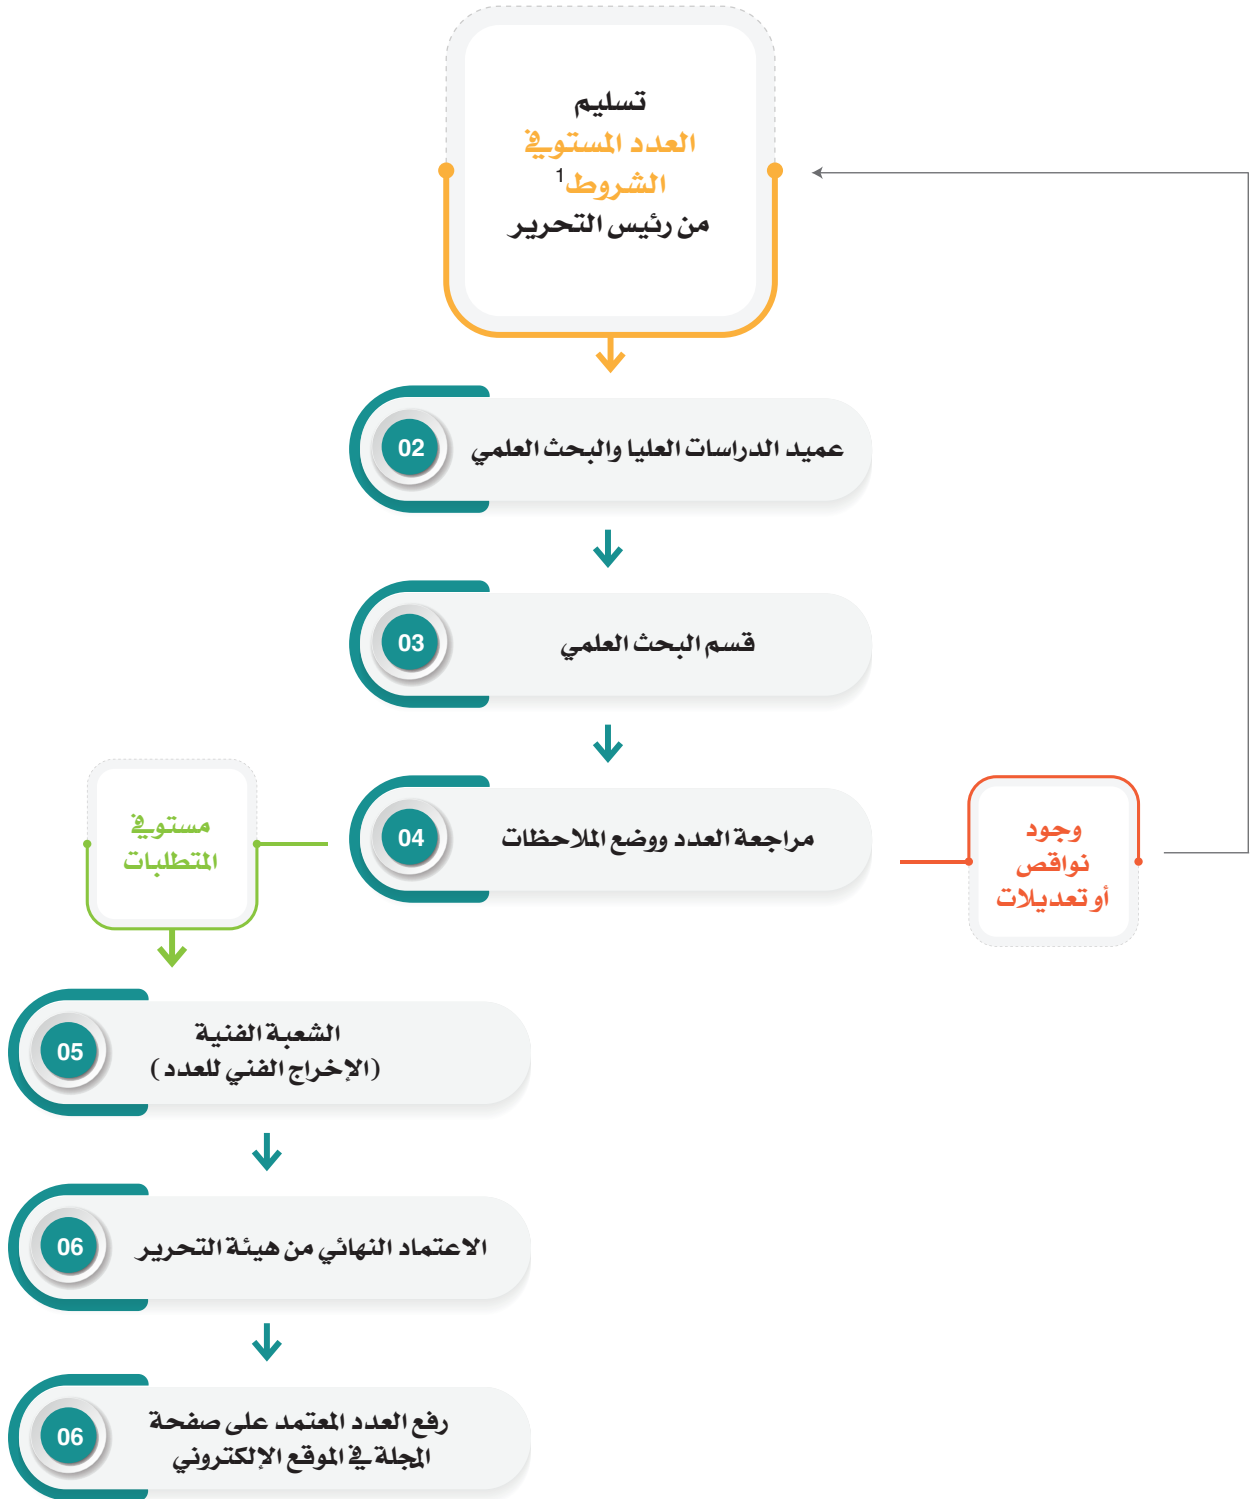 تسليم
العدد المستوفي
الشروط1
من رئيس التحرير
02
عميد الدراسات العليا والبحث العلمي
03
قسم البحث العلمي
04
مراجعة العدد ووضع الملاحظات
وجود
نواقص
أو تعديلات
مستوفي
المتطلبات
05
الشعبة الفنية
(الإخراج الفني للعدد)
06
الاعتماد النهائي من هيئة التحرير
06
رفع العدد المعتمد على صفحة
المجلة في الموقع الإلكتروني